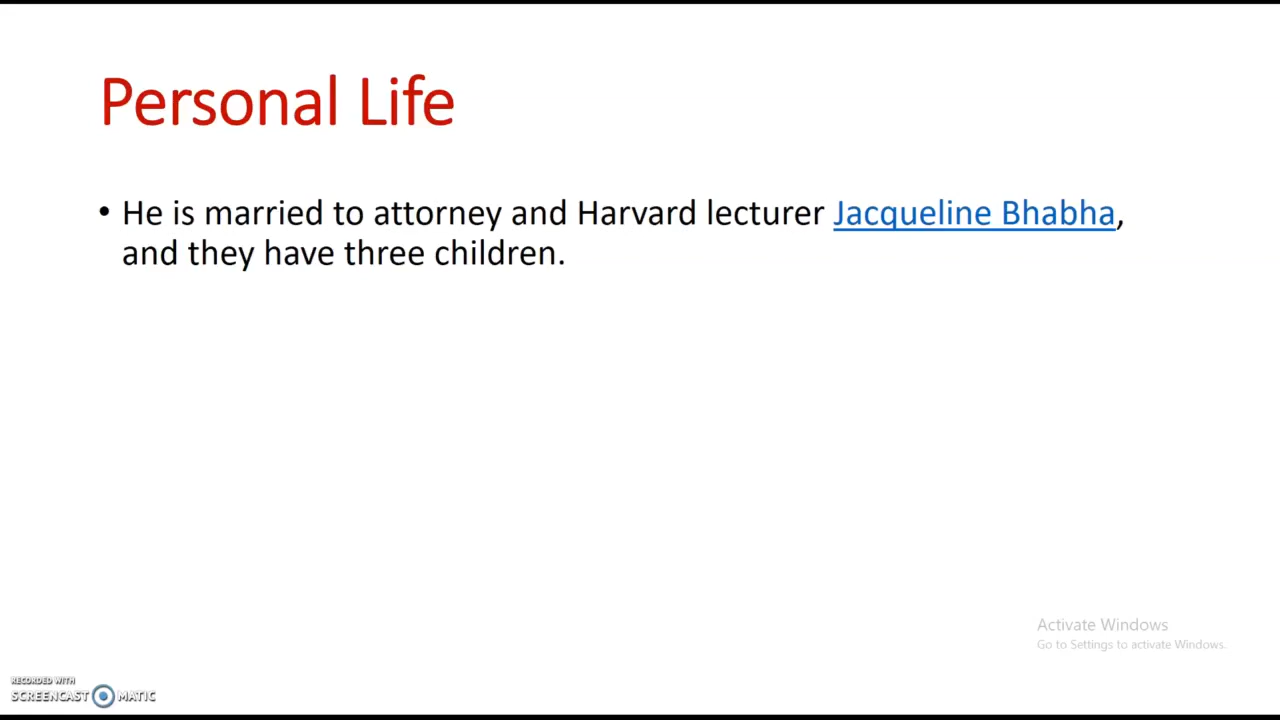 Personal Life
• He is married to attorney and Harvard lecturer Jacqueline Bhabha,
and they have three children.
Activate Windows
Go to Settings to activate Windows.
RECORDED WITH
SCREENCAST MATIC